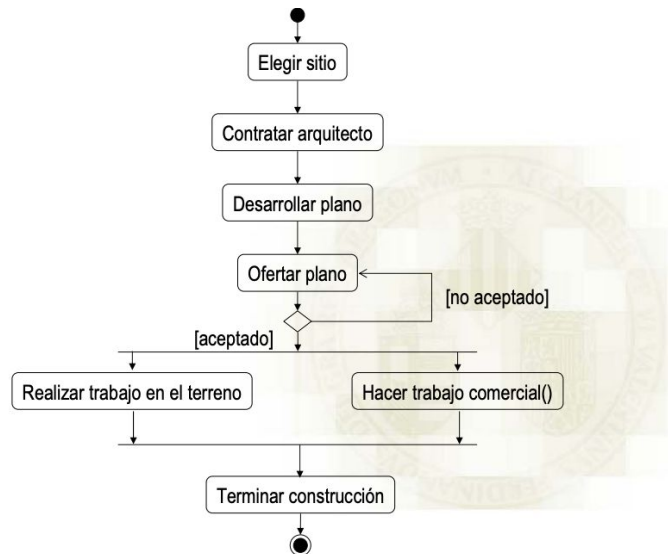 Elegir sitio
Contratar arquitecto
Desarrollar plano
Ofertar plano
[no aceptado]
[aceptado]
Realizar trabajo en el terreno
Hacer trabajo comercial()
Terminar construcción